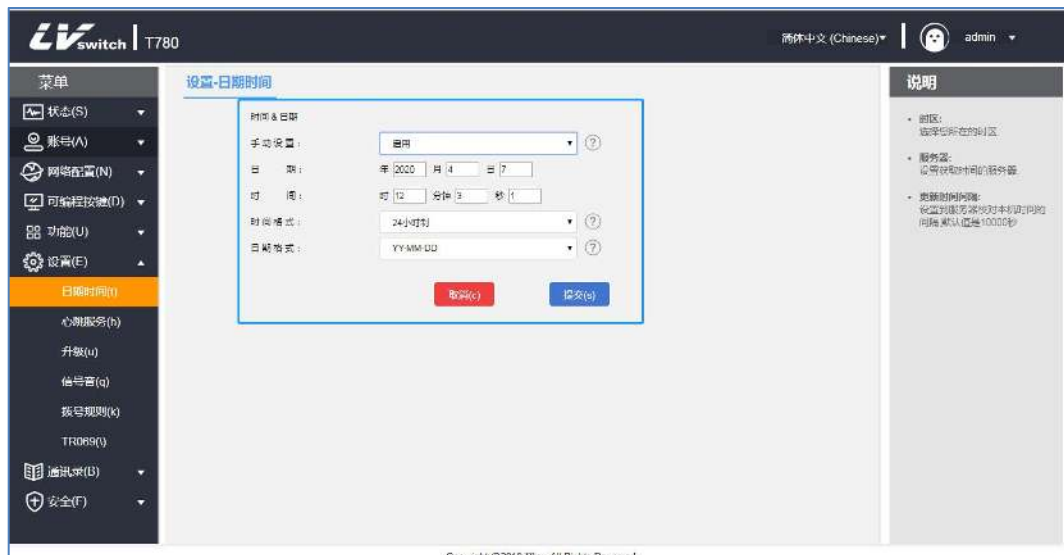 LVswitch T780
简体中文 (Chinese)
admin
菜单
状态(S)
账号(A)
网络配置(N)
可编程按键(D)
功能(U)
设置(E)
日期时间(t)
心跳服务(h)
升级(u)
信号音(q)
拨号规则(k)
TR069(\)
通讯录(B)
安全(F)
设置-日期时间
时间&日期
手动设置: 启用
日 期: 年 2020 月 4 日 7
时 间: 时 12 分钟 3 秒 1
时间格式: 24小时制
日期格式: YY-MM-DD
取消(c) 提交(s)
说明
时区:
选择您所在的时区
服务器:
设置获取时间的服务器
更新时间间隔:
设置到服务器校对本机时间的
间隔,默认值是10000秒